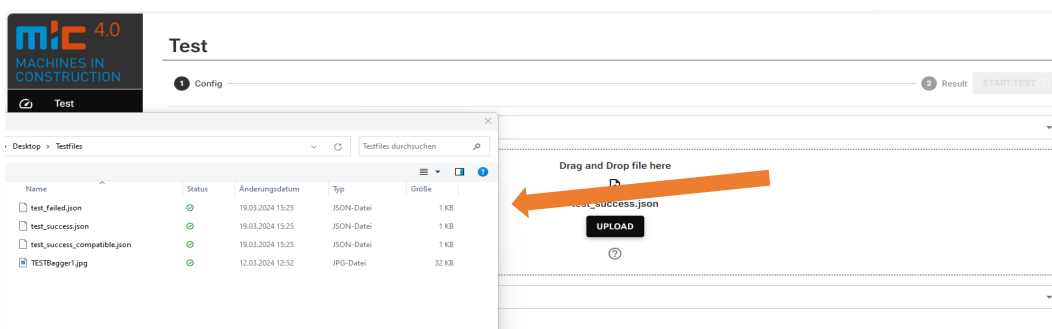 mic 4.0
MACHINES IN
CONSTRUCTION
Test
Test
1 Config
2 Result START TEST
Desktop > Testfiles
Testfiles durchsuchen
Name Status Änderungsdatum Typ Größe
test_failed.json 19.03.2024 15:25 JSON-Datei 1 KB
test_success.json 19.03.2024 15:25 JSON-Datei 1 KB
test_success_compatible.json 19.03.2024 15:25 JSON-Datei 1 KB
TESTBagger1.jpg 12.03.2024 12:52 JPG-Datei 32 KB
Drag and Drop file here
test_success.json
UPLOAD